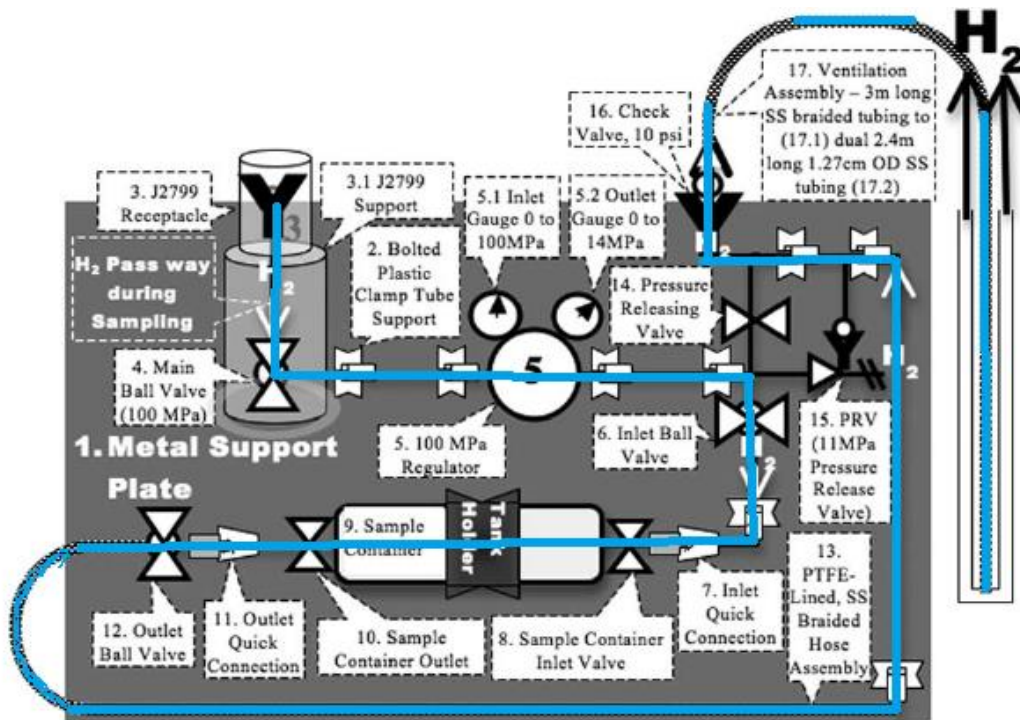 H2
17. Ventilation
Assembly – 3m long
SS braided tubing to
(17.1) dual 2.4m
long 1.27cm OD SS
tubing (17.2)
16. Check
Valve, 10 psi
3. J2799
Receptacle
3.1 J2799
Support
5.1 Inlet
Gauge 0 to
100MPa
5.2 Outlet
Gauge 0 to
14MPa
3
H2
H2 Pass way
during
Sampling
2. Bolted
Plastic
Clamp Tube
Support
14. Pressure
Releasing
Valve
4. Main
Ball Valve
(100 MPa)
5
H2
1. Metal Support
Plate
5. 100 MPa
Regulator
6. Inlet Ball
Valve
15. PRV
(11MPa
Pressure
Release
Valve)
9. Sample
Container
Tank
Holder
13.
PTFE-
Lined, SS
Braided
Hose
Assembly
7. Inlet
Quick
Connection
12. Outlet
Ball Valve
11. Outlet
Quick
Connection
10. Sample
Container Outlet
8. Sample Container
Inlet Valve